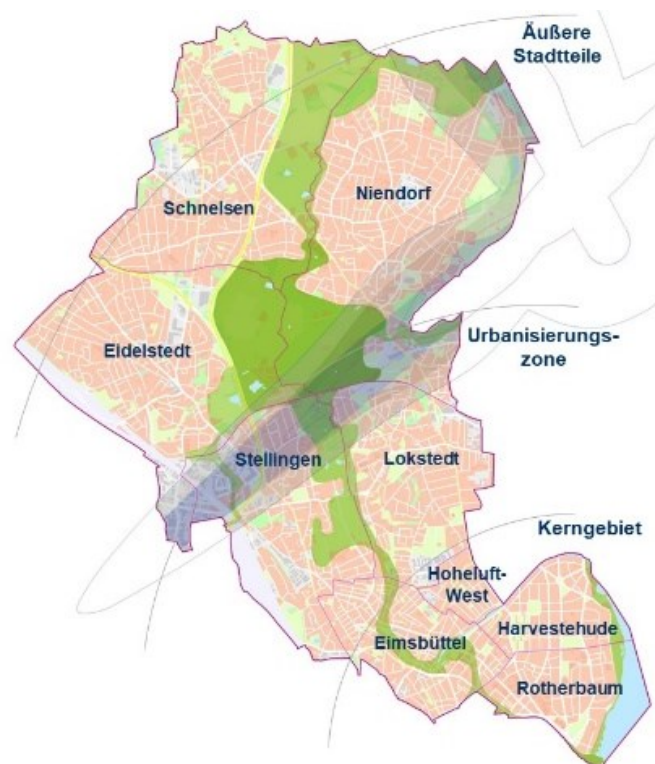 Äußere
Stadtteile
Schnelsen
Niendorf
Eidelstedt
Urbanisierungs-
zone
Stellingen
Lokstedt
Kerngebiet
Hoheluft-
West
Harvestehude
Eimsbüttel
Rotherbaum